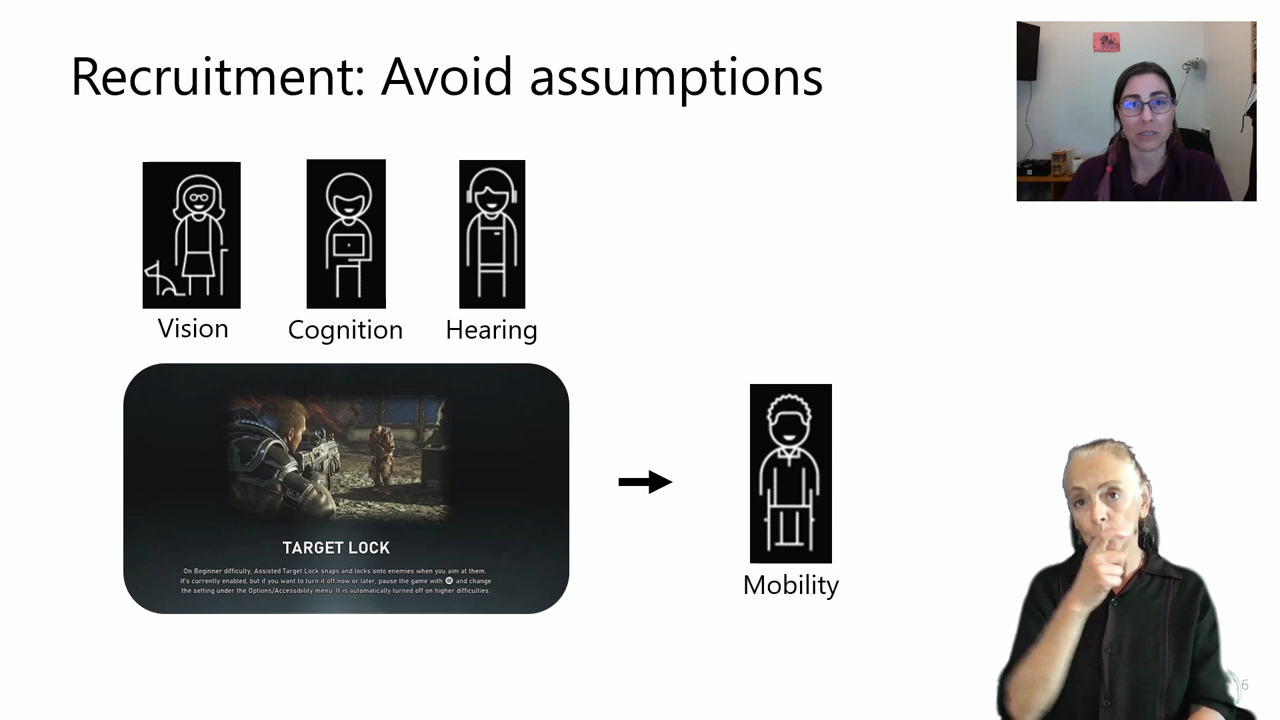 Recruitment: Avoid assumptions
Vision
Cognition
Hearing
TARGET LOCK
On Beginner difficulty, Assisted Target Lock snaps and locks onto enemies when you aim at them.
It's currently enabled, but if you want to turn it off now or later, pause the game with and change
the setting under the Options/Accessibility menu. It is automatically turned off on higher difficulties.
Mobility
6